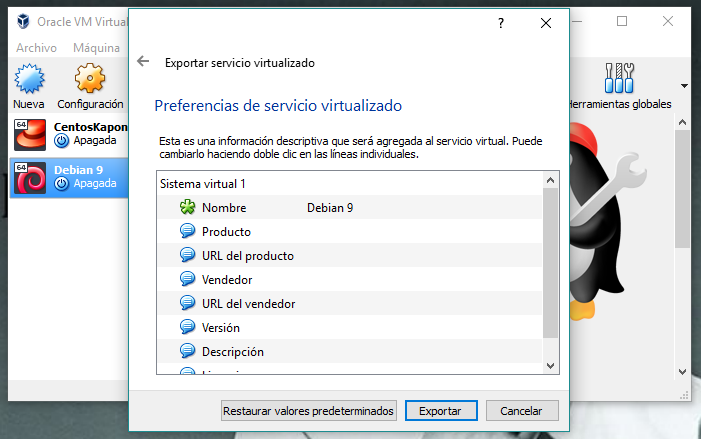 Oracle VM Virtual
Archivo Máquina
Nueva Configuración
Herramientas globales
64 CentosKapon
Apagada
64 Debian 9
Apagada
?
Exportar servicio virtualizado
Preferencias de servicio virtualizado
Esta es una información descriptiva que será agregada al servicio virtual. Puede
cambiarlo haciendo doble clic en las líneas individuales.
Sistema virtual 1
Nombre Debian 9
Producto
URL del producto
Vendedor
URL del vendedor
Versión
Descripción
Restaurar valores predeterminados Exportar Cancelar